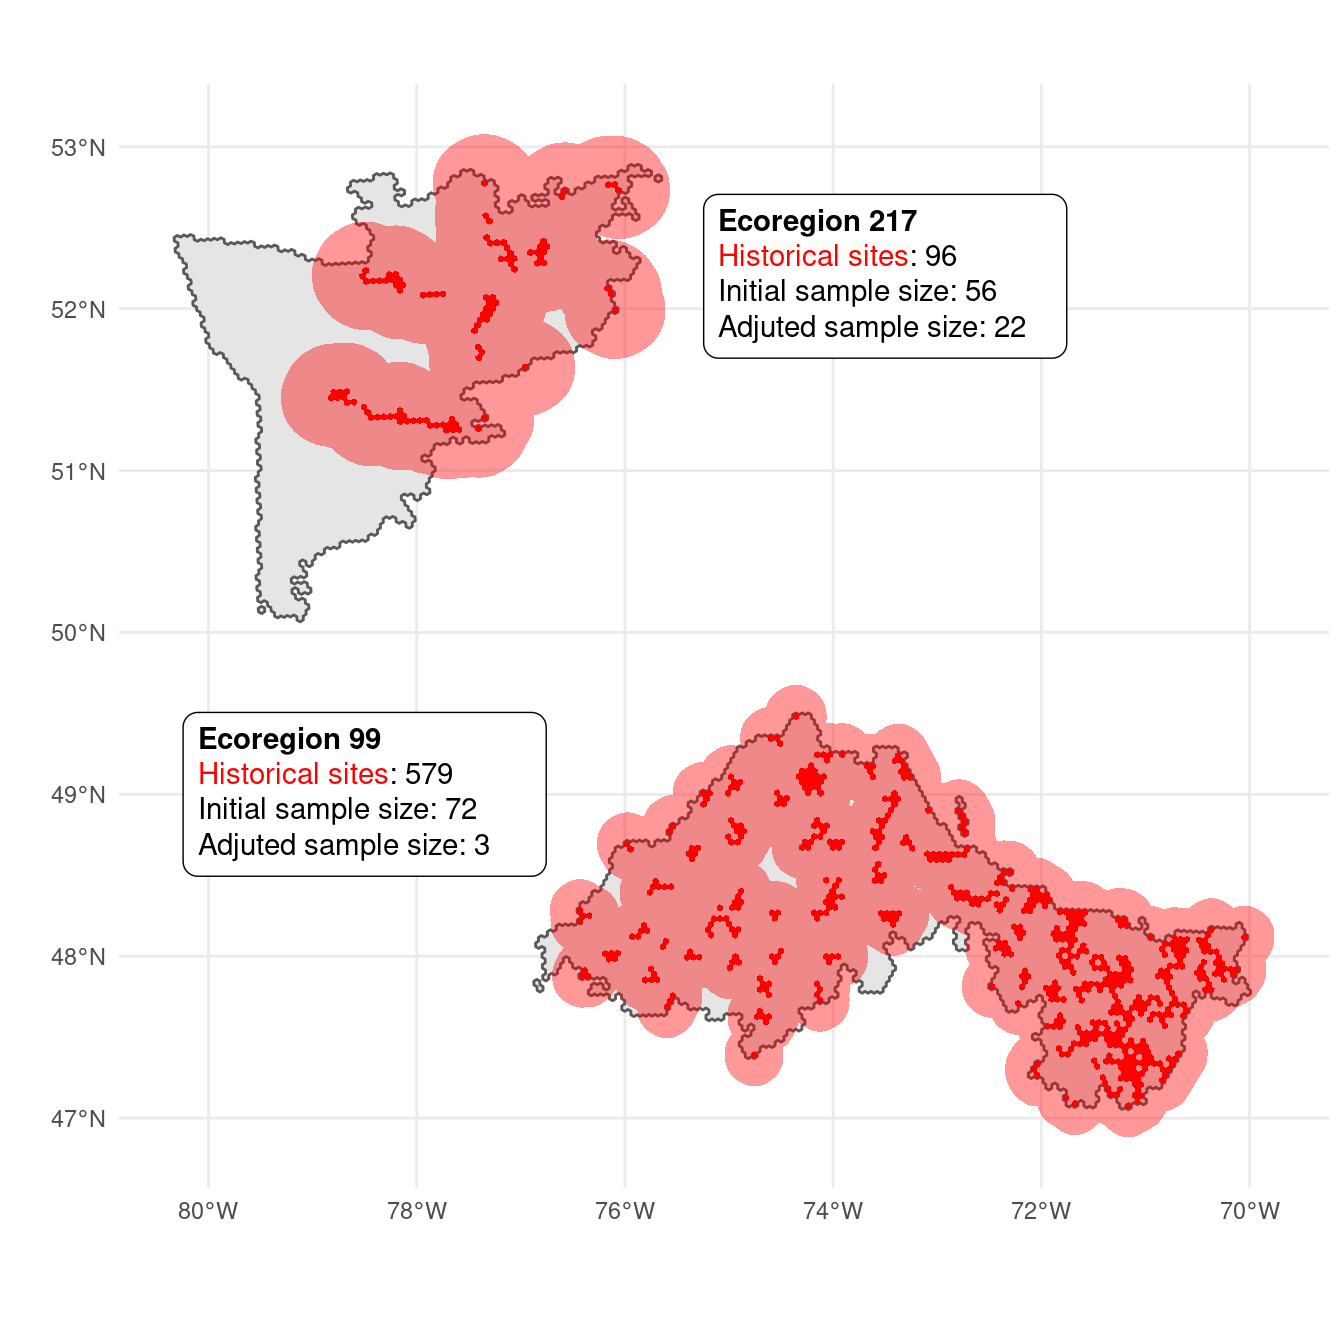 53°N
Ecoregion 217
Historical sites: 96
Initial sample size: 56
Adjuted sample size: 22
52°N
51°N
50°N
Ecoregion 99
Historical sites: 579
Initial sample size: 72
Adjuted sample size: 3
49°N
48°N
47°N
80°W 78°W 76°W 74°W 72°W 70°W